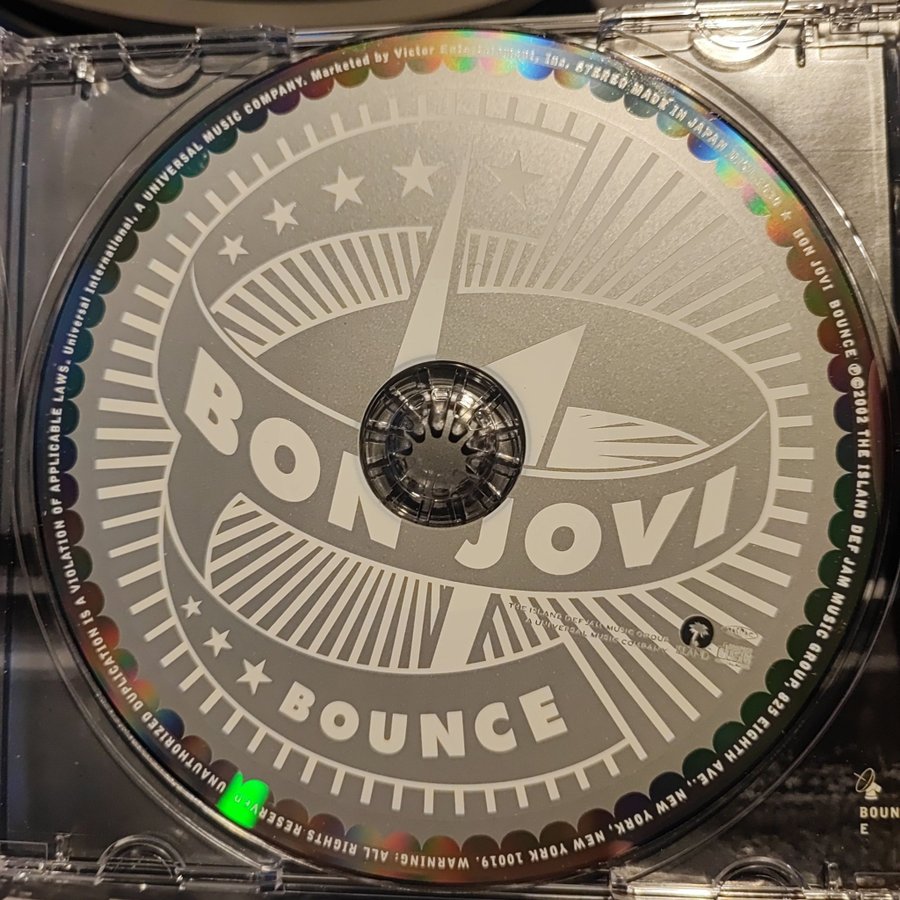 BON JOVI
BOUNCE
THE ISLAND DEF JAM MUSIC GROUP
A UNIVERSAL MUSIC COMPANY
ISLAND
BON JOVI BOUNCE ℗©2002 THE ISLAND DEF JAM MUSIC GROUP, 825 EIGHTH AVE., NEW YORK, NEW YORK 10019. WARNING: ALL RIGHTS RESERVED. UNAUTHORIZED DUPLICATION IS A VIOLATION OF APPLICABLE LAWS. Universal International, A UNIVERSAL MUSIC COMPANY. Marketed by Victor Entertainment, Inc. STEREO MADE IN JAPAN
BOUN
E